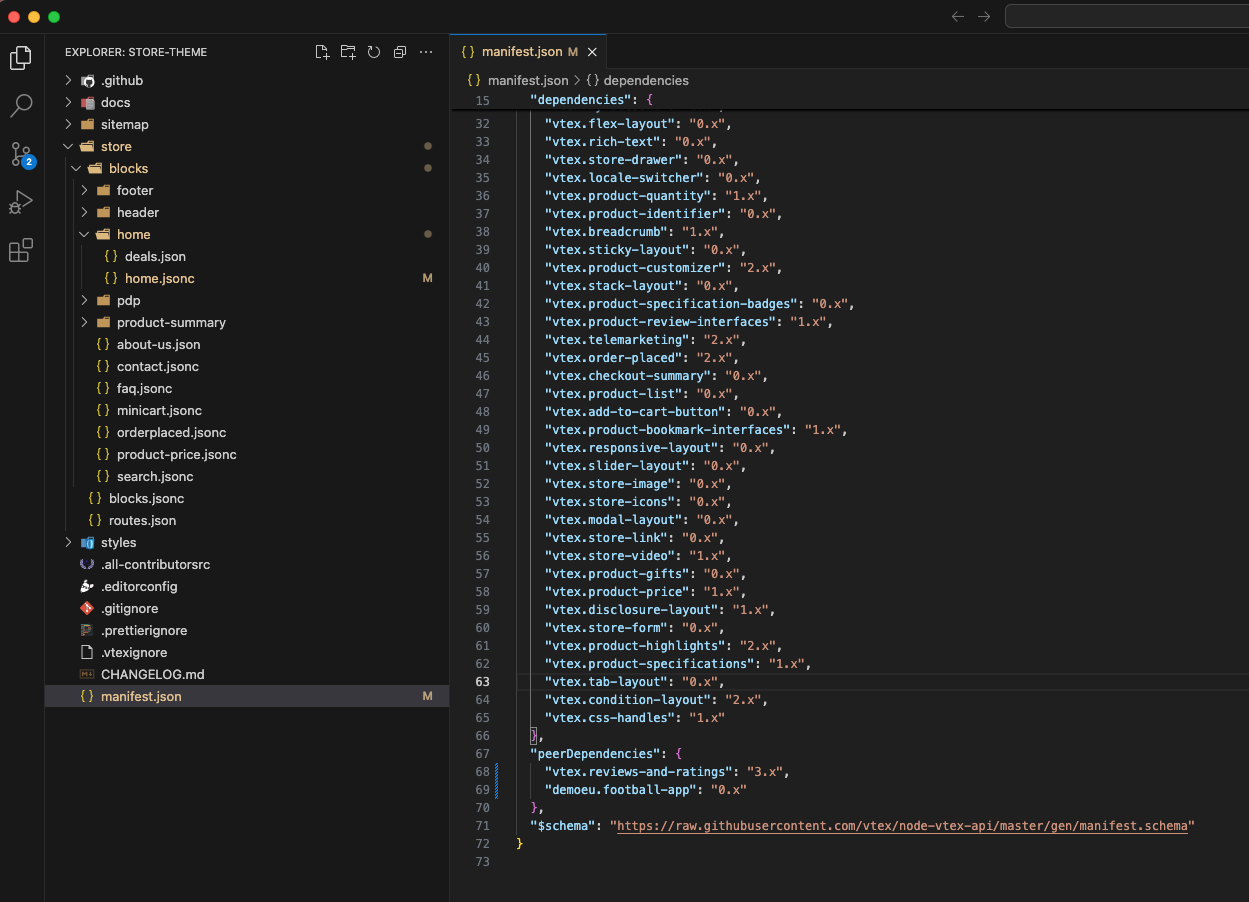 EXPLORER: STORE-THEME
.github
docs
sitemap
store
blocks
footer
header
home
{} deals.json
{} home.jsonc M
pdp
product-summary
{} about-us.json
{} contact.jsonc
{} faq.jsonc
{} minicart.jsonc
{} orderplaced.jsonc
{} product-price.jsonc
{} search.jsonc
{} blocks.jsonc
{} routes.json
styles
.all-contributorsrc
.editorconfig
.gitignore
.prettierignore
.vtexignore
CHANGELOG.md
{} manifest.json M
2
{} manifest.json M
{} manifest.json > {} dependencies
15 "dependencies": {
32 "vtex.flex-layout": "0.x",
33 "vtex.rich-text": "0.x",
34 "vtex.store-drawer": "0.x",
35 "vtex.locale-switcher": "0.x",
36 "vtex.product-quantity": "1.x",
37 "vtex.product-identifier": "0.x",
38 "vtex.breadcrumb": "1.x",
39 "vtex.sticky-layout": "0.x",
40 "vtex.product-customizer": "2.x",
41 "vtex.stack-layout": "0.x",
42 "vtex.product-specification-badges": "0.x",
43 "vtex.product-review-interfaces": "1.x",
44 "vtex.telemarketing": "2.x",
45 "vtex.order-placed": "2.x",
46 "vtex.checkout-summary": "0.x",
47 "vtex.product-list": "0.x",
48 "vtex.add-to-cart-button": "0.x",
49 "vtex.product-bookmark-interfaces": "1.x",
50 "vtex.responsive-layout": "0.x",
51 "vtex.slider-layout": "0.x",
52 "vtex.store-image": "0.x",
53 "vtex.store-icons": "0.x",
54 "vtex.modal-layout": "0.x",
55 "vtex.store-link": "0.x",
56 "vtex.store-video": "1.x",
57 "vtex.product-gifts": "0.x",
58 "vtex.product-price": "1.x",
59 "vtex.disclosure-layout": "1.x",
60 "vtex.store-form": "0.x",
61 "vtex.product-highlights": "2.x",
62 "vtex.product-specifications": "1.x",
63 "vtex.tab-layout": "0.x",
64 "vtex.condition-layout": "2.x",
65 "vtex.css-handles": "1.x"
66 },
67 "peerDependencies": {
68 "vtex.reviews-and-ratings": "3.x",
69 "demoeu.football-app": "0.x"
70 },
71 "$schema": "https://raw.githubusercontent.com/vtex/node-vtex-api/master/gen/manifest.schema"
72 }
73